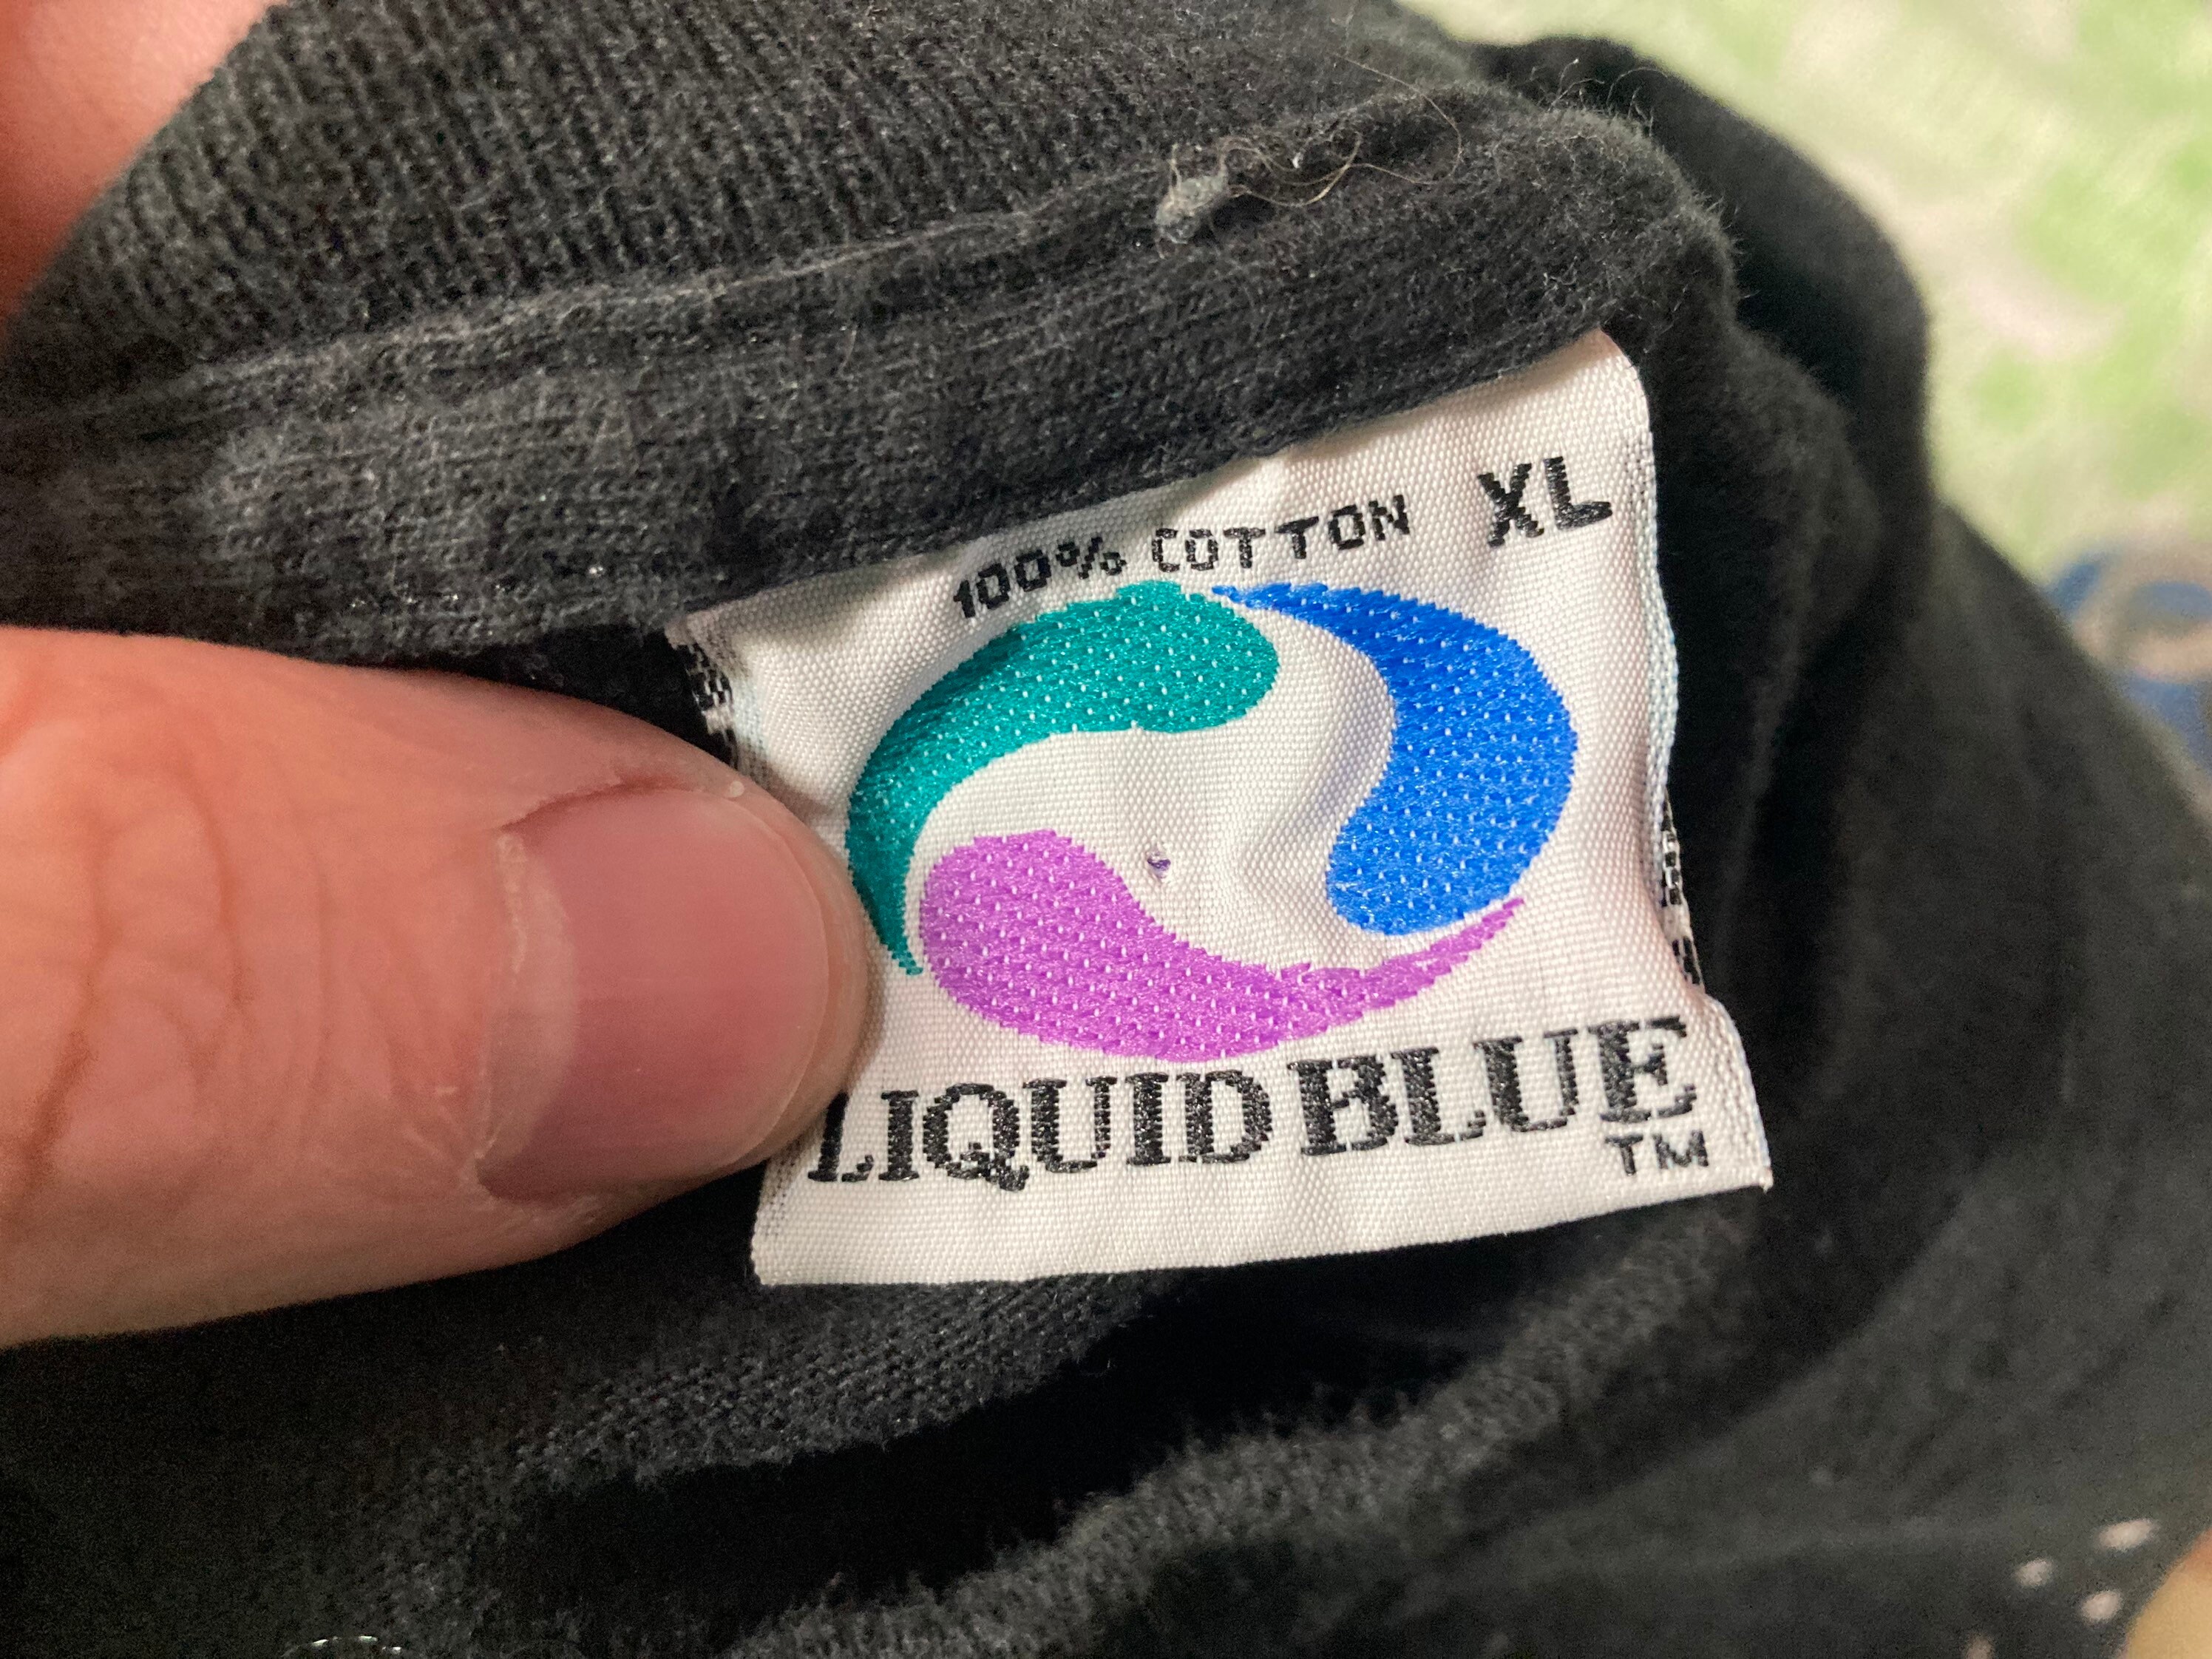 100% COTTON XL
LIQUID BLUE
TM